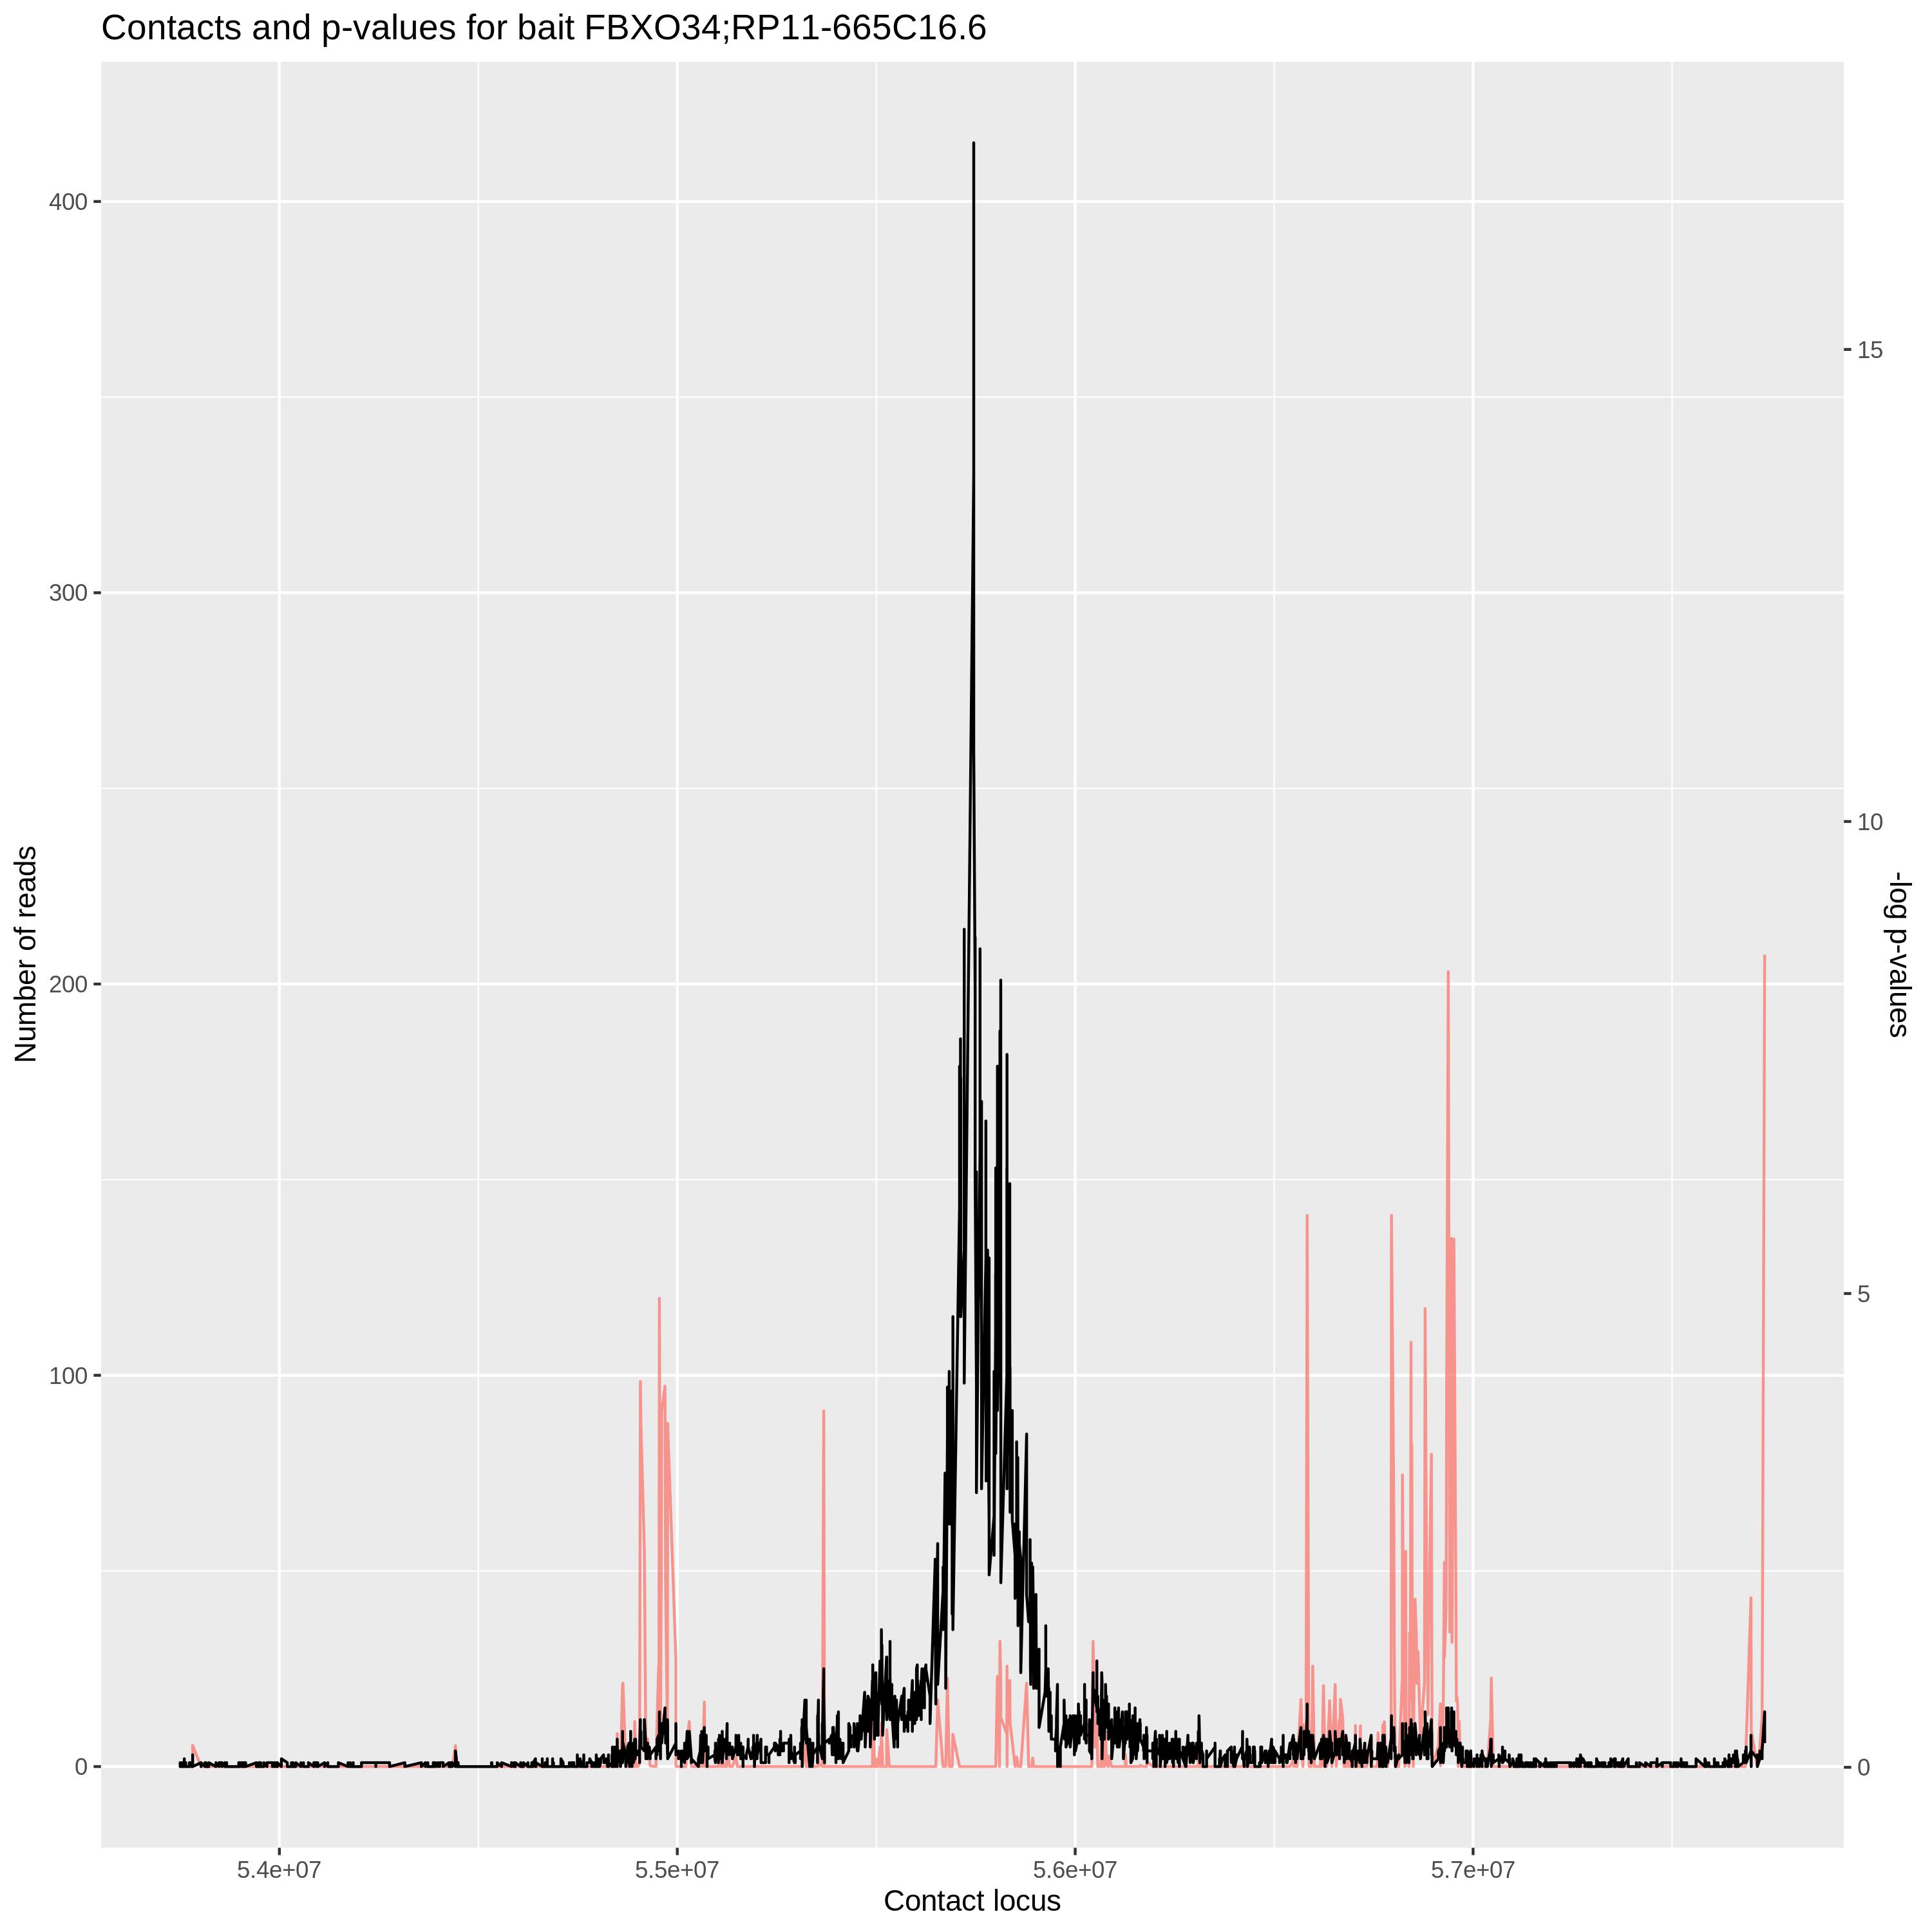 Contacts and p-values for bait FBXO34;RP11-665C16.6
400
300
200
100
0
Number of reads
15
10
5
0
-log p-values
5.4e+07
5.5e+07
5.6e+07
5.7e+07
Contact locus